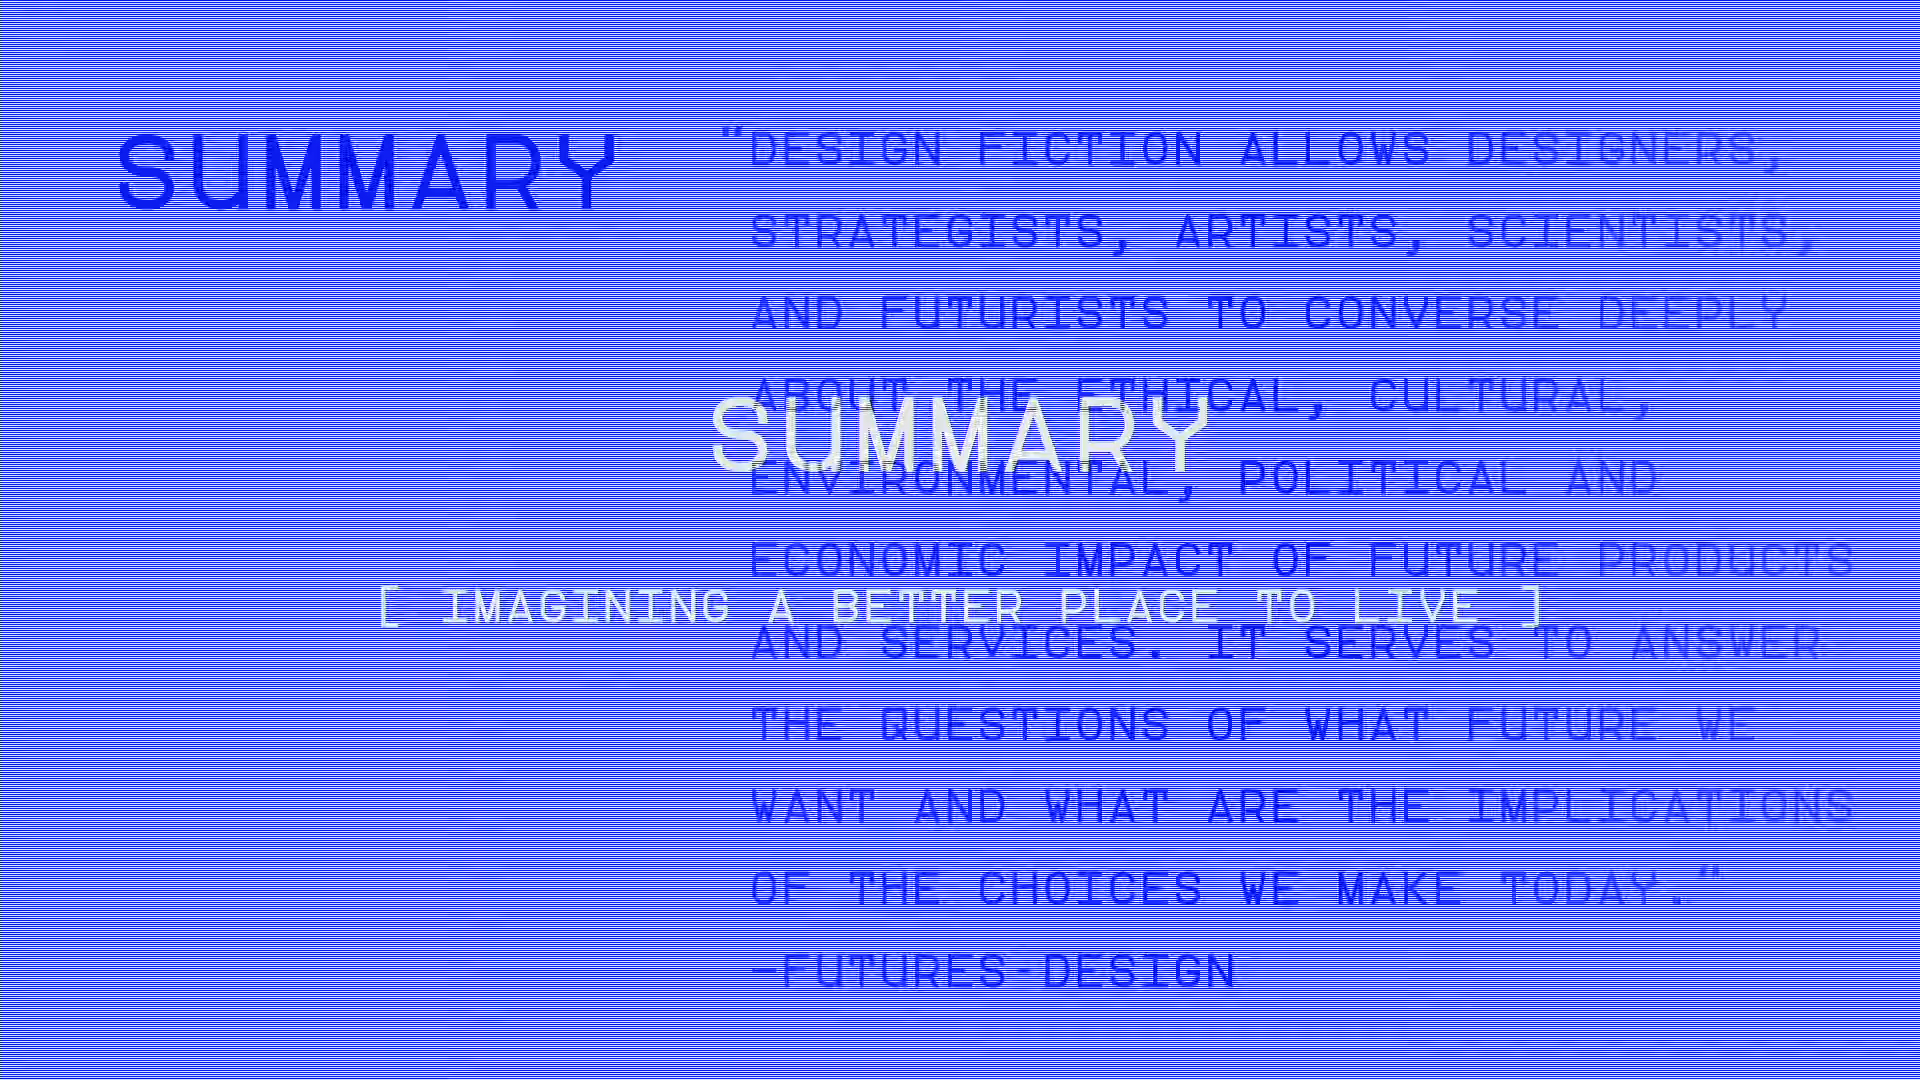 SUMMARY
"DESIGN FICTION ALLOWS DESIGNERS,
STRATEGISTS, ARTISTS, SCIENTISTS,
AND FUTURISTS TO CONVERSE DEEPLY
ABOUT THE ETHICAL, CULTURAL,
ENVIRONMENTAL, POLITICAL AND
ECONOMIC IMPACT OF FUTURE PRODUCTS
AND SERVICES. IT SERVES TO ANSWER
THE QUESTIONS OF WHAT FUTURE WE
WANT AND WHAT ARE THE IMPLICATIONS
OF THE CHOICES WE MAKE TODAY."
—FUTURES-DESIGN
SUMMARY
[ IMAGINING A BETTER PLACE TO LIVE ]